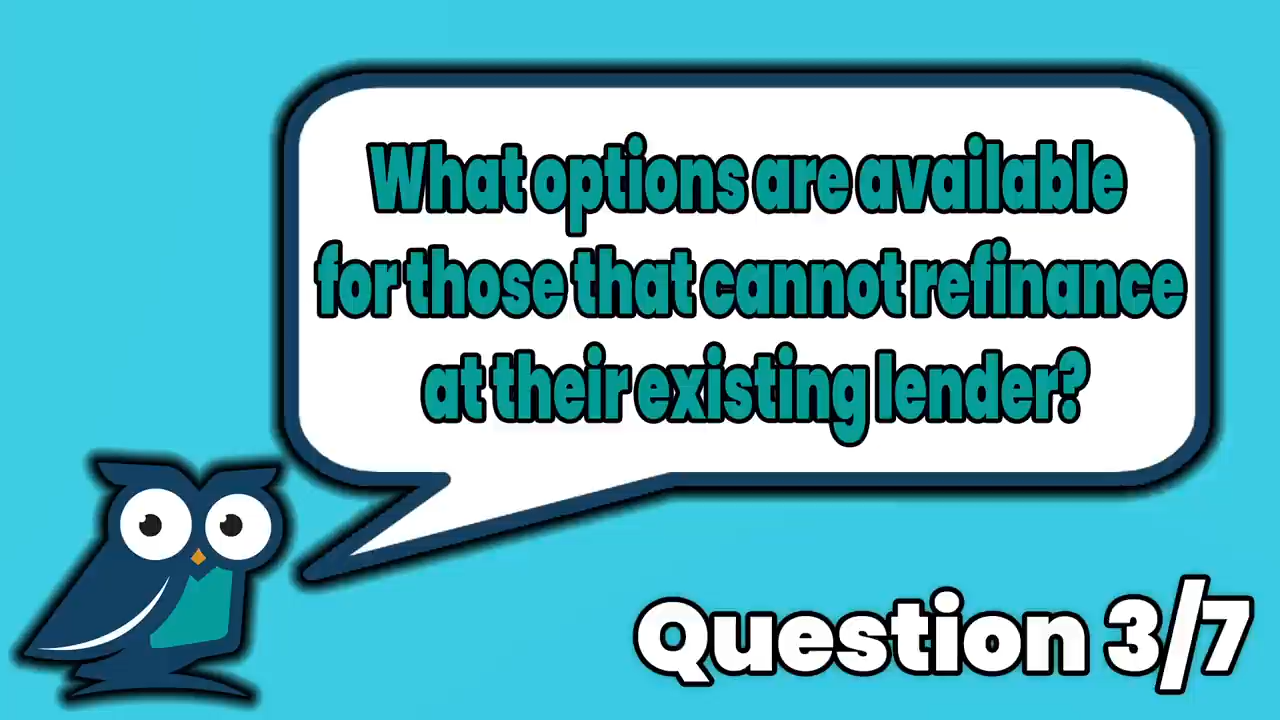 What options are available
for those that cannot refinance
at their existing lender?
Question 3/7